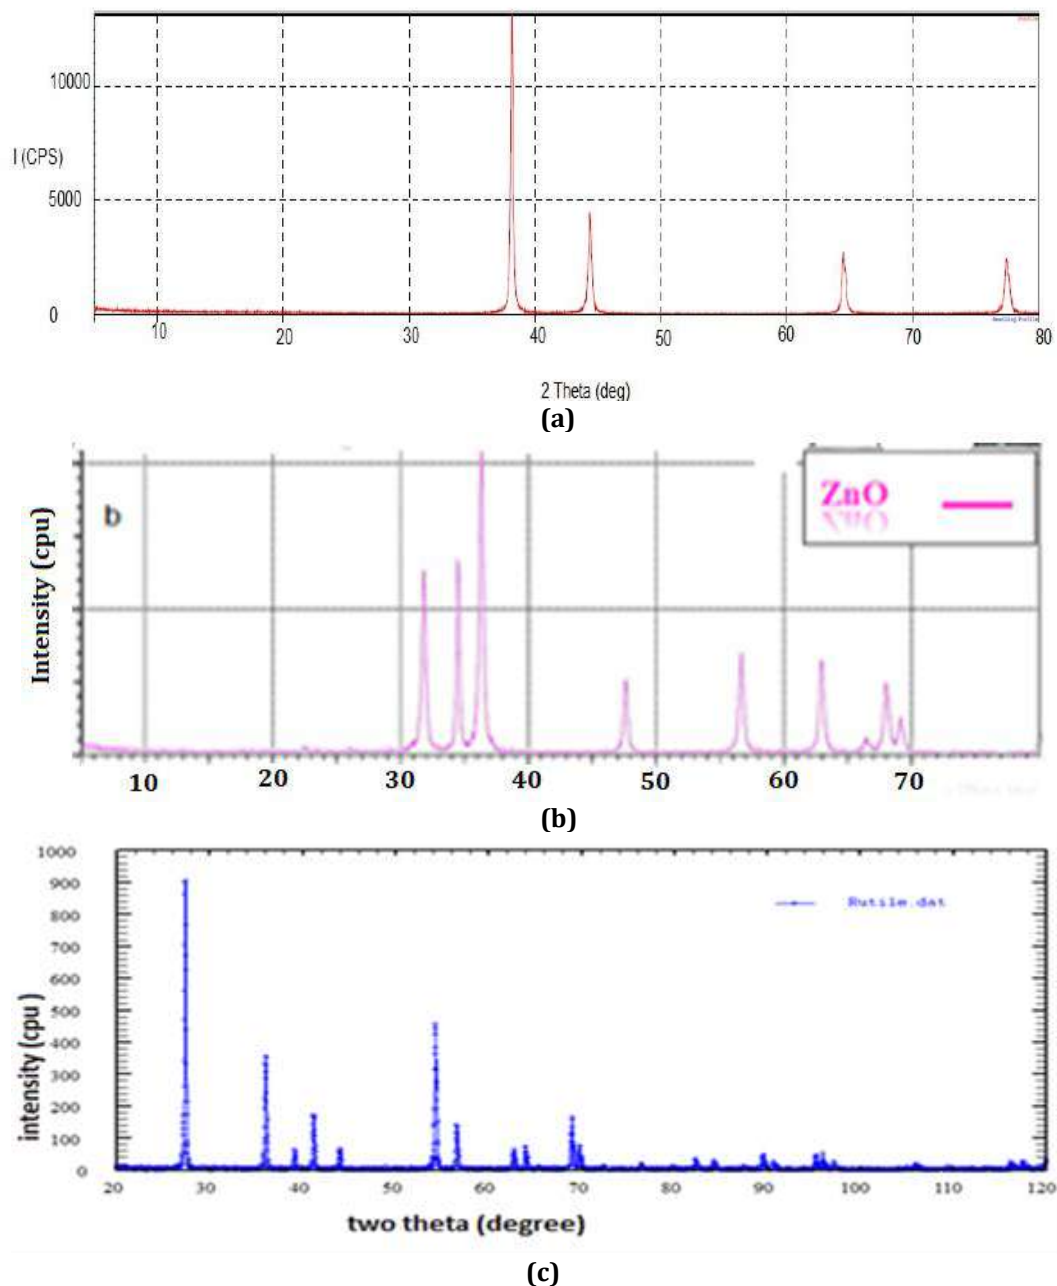 10000
I (CPS)
5000
0
10 20 30 40 50 60 70 80
2 Theta (deg)
(a)
b
ZnO
Intensity (cpu)
10 20 30 40 50 60 70
(b)
1000
900
800
700
600
500
400
300
200
100
0
Rutile.dat
intensity (cpu )
20 30 40 50 60 70 80 90 100 110 120
two theta (degree)
(c)